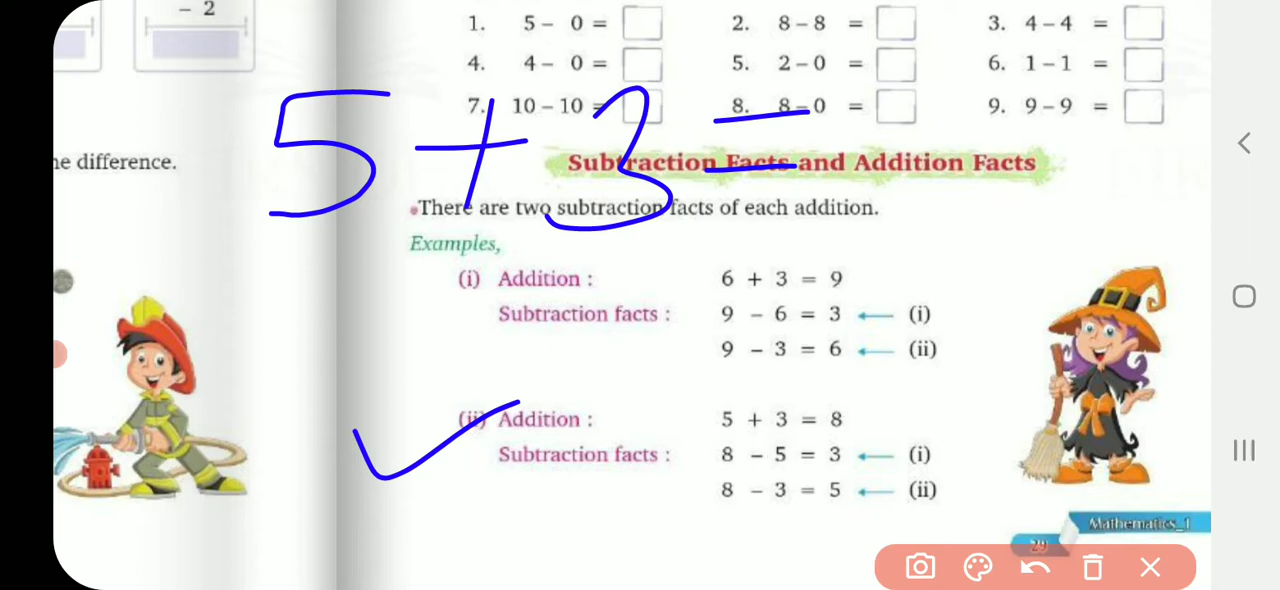 − 2
1. 5 − 0 = 2. 8 − 8 = 3. 4 − 4 =
4. 4 − 0 = 5. 2 − 0 = 6. 1 − 1 =
7. 10 − 10 = 8. 8 − 0 = 9. 9 − 9 =
5 + 3 =
he difference.
Subtraction Facts and Addition Facts
There are two subtraction facts of each addition.
Examples,
(i) Addition : 6 + 3 = 9
Subtraction facts : 9 − 6 = 3 ← (i)
9 − 3 = 6 ← (ii)
(ii) Addition : 5 + 3 = 8
Subtraction facts : 8 − 5 = 3 ← (i)
8 − 3 = 5 ← (ii)
Mathematics_1
29